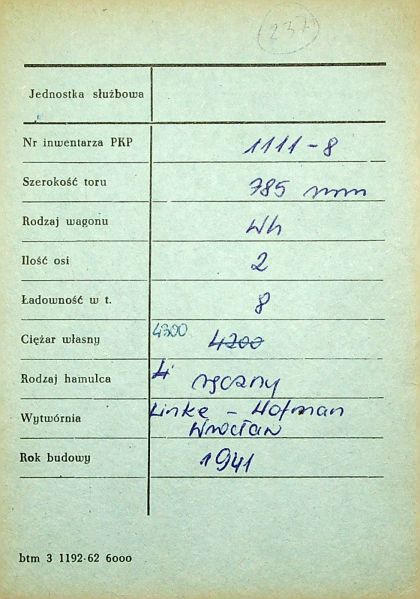 237
Jednostka służbowa
Nr inwentarza PKP 1111-8
Szerokość toru 785 mm
Rodzaj wagonu Wh
Ilość osi 2
Ładowność w t. 8
Ciężar własny 4300 4200
Rodzaj hamulca ręczny
Wytwórnia Linke - Hofman
Wrocław
Rok budowy 1941
btm 3 1192-62 6000